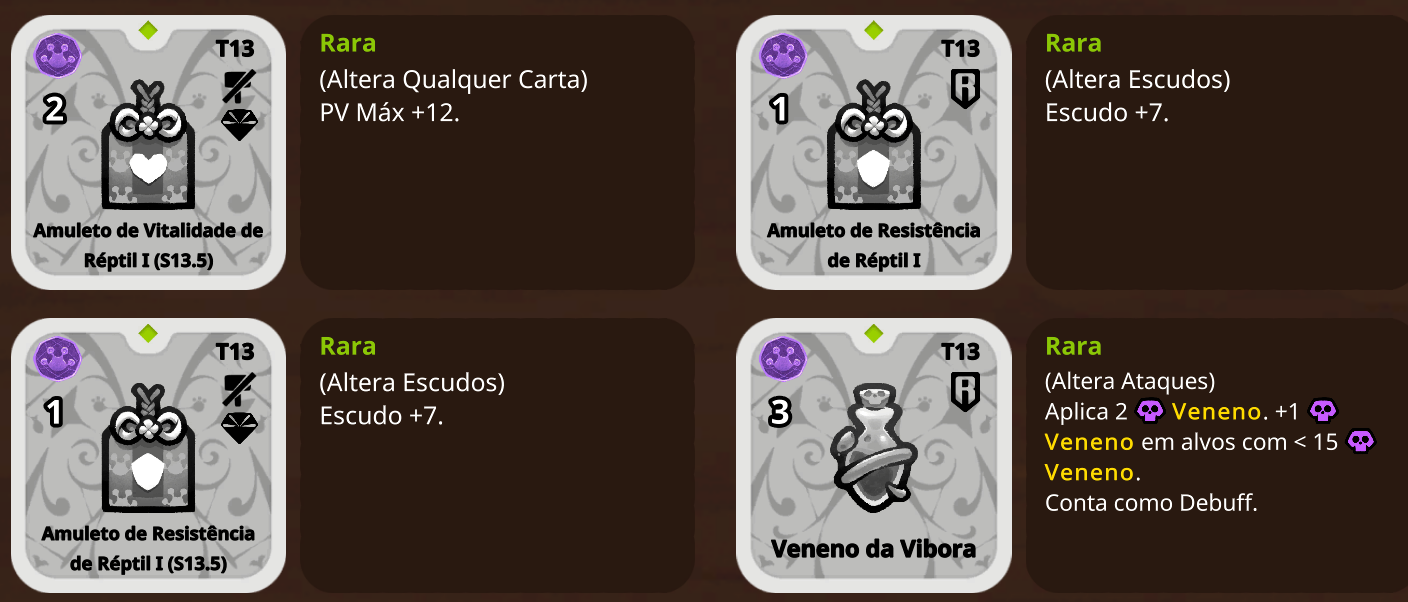 T13
2
Amuleto de Vitalidade de
Réptil I (S13.5)
Rara
(Altera Qualquer Carta)
PV Máx +12.
T13
R
1
Amuleto de Resistência
de Réptil I
Rara
(Altera Escudos)
Escudo +7.
T13
1
Amuleto de Resistência
de Réptil I (S13.5)
Rara
(Altera Escudos)
Escudo +7.
T13
R
3
Veneno da Vibora
Rara
(Altera Ataques)
Aplica 2 Veneno. +1
Veneno em alvos com < 15
Veneno.
Conta como Debuff.